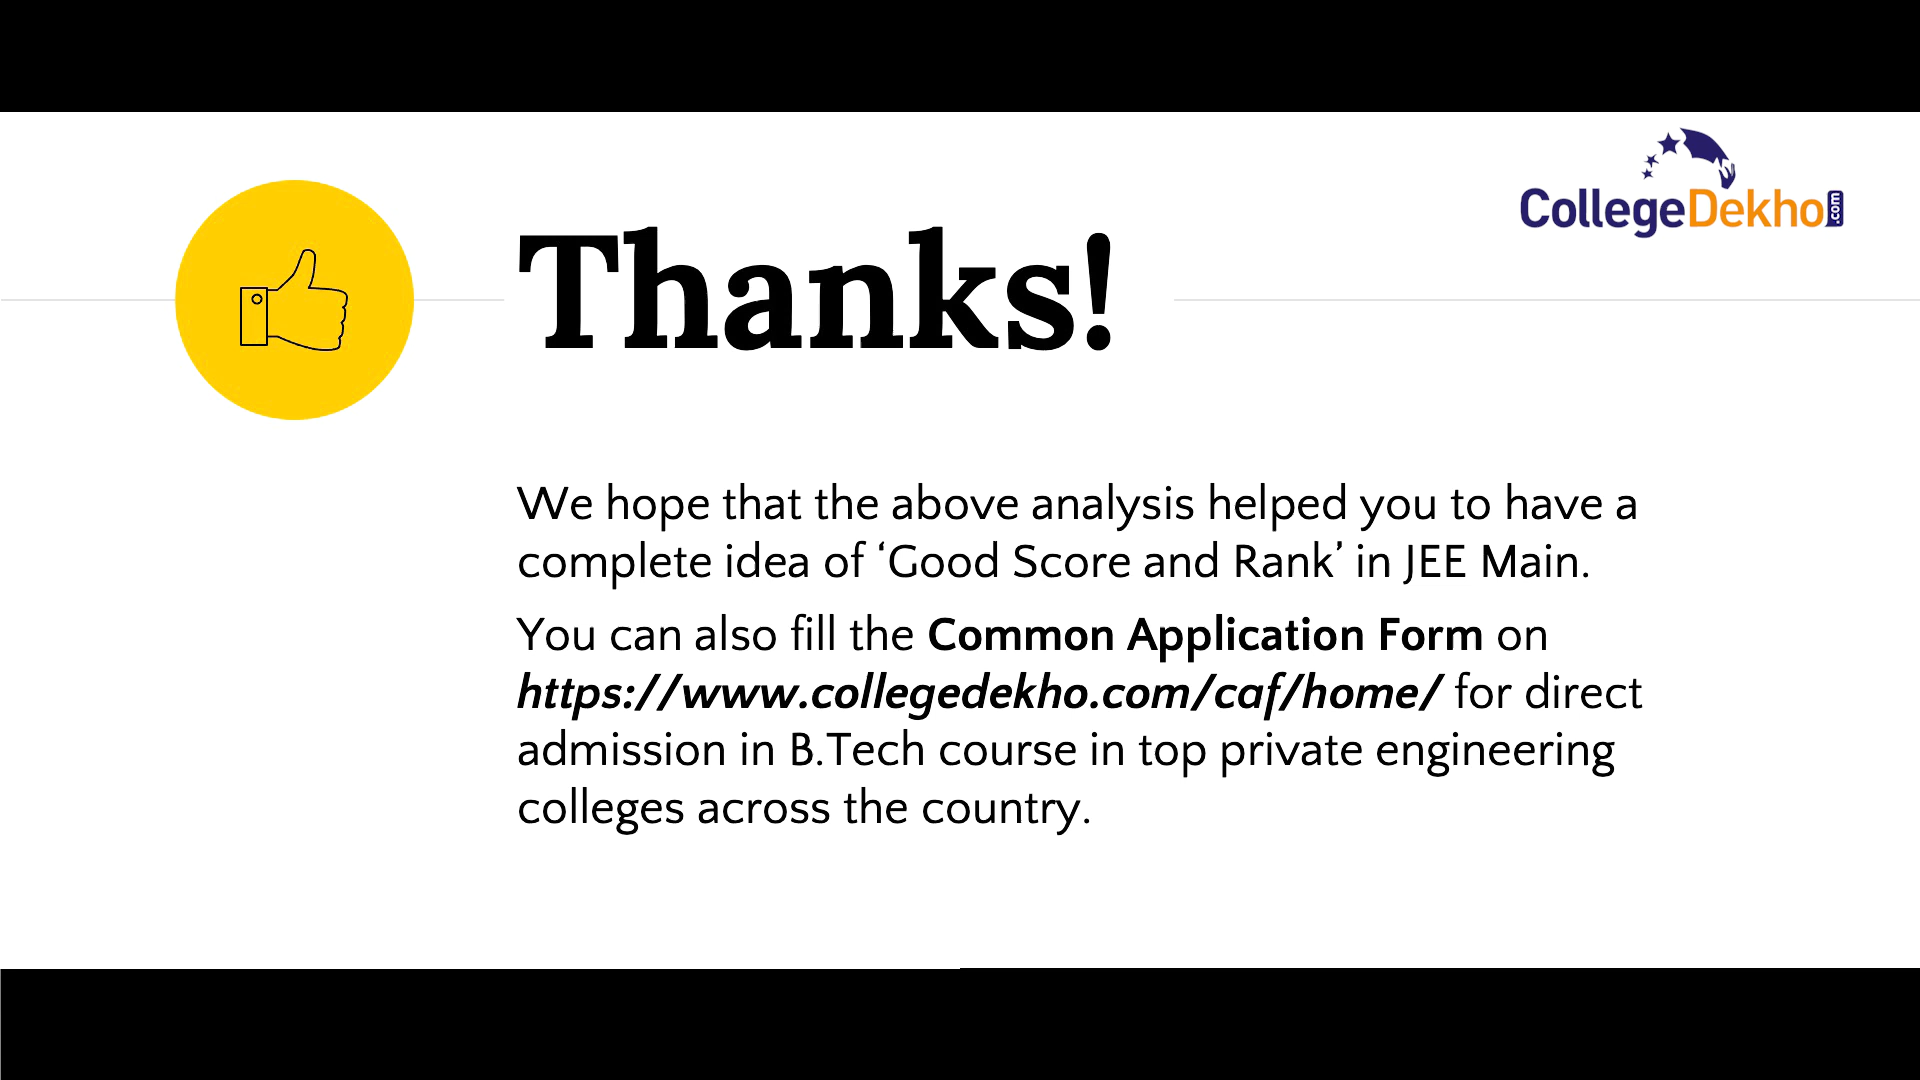 CollegeDekho.com
Thanks!
We hope that the above analysis helped you to have a
complete idea of ‘Good Score and Rank’ in JEE Main.
You can also fill the Common Application Form on
https://www.collegedekho.com/caf/home/ for direct
admission in B.Tech course in top private engineering
colleges across the country.